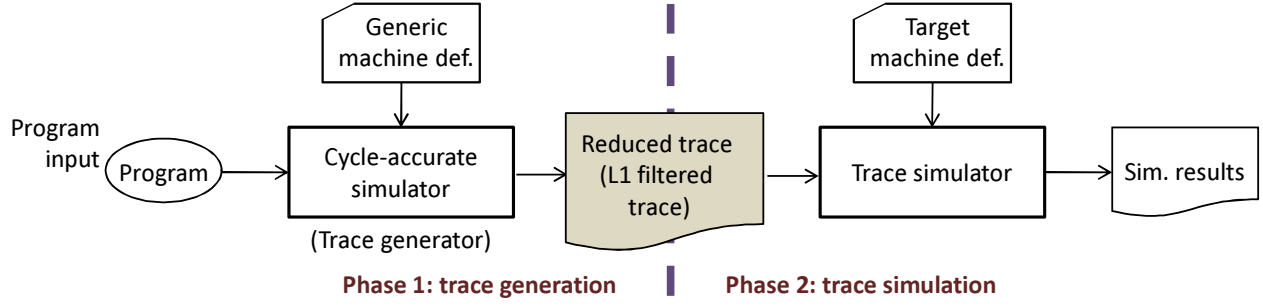 Generic
machine def.
Target
machine def.
Program
input
Program
Cycle-accurate
simulator
(Trace generator)
Reduced trace
(L1 filtered
trace)
Trace simulator
Sim. results
Phase 1: trace generation
Phase 2: trace simulation